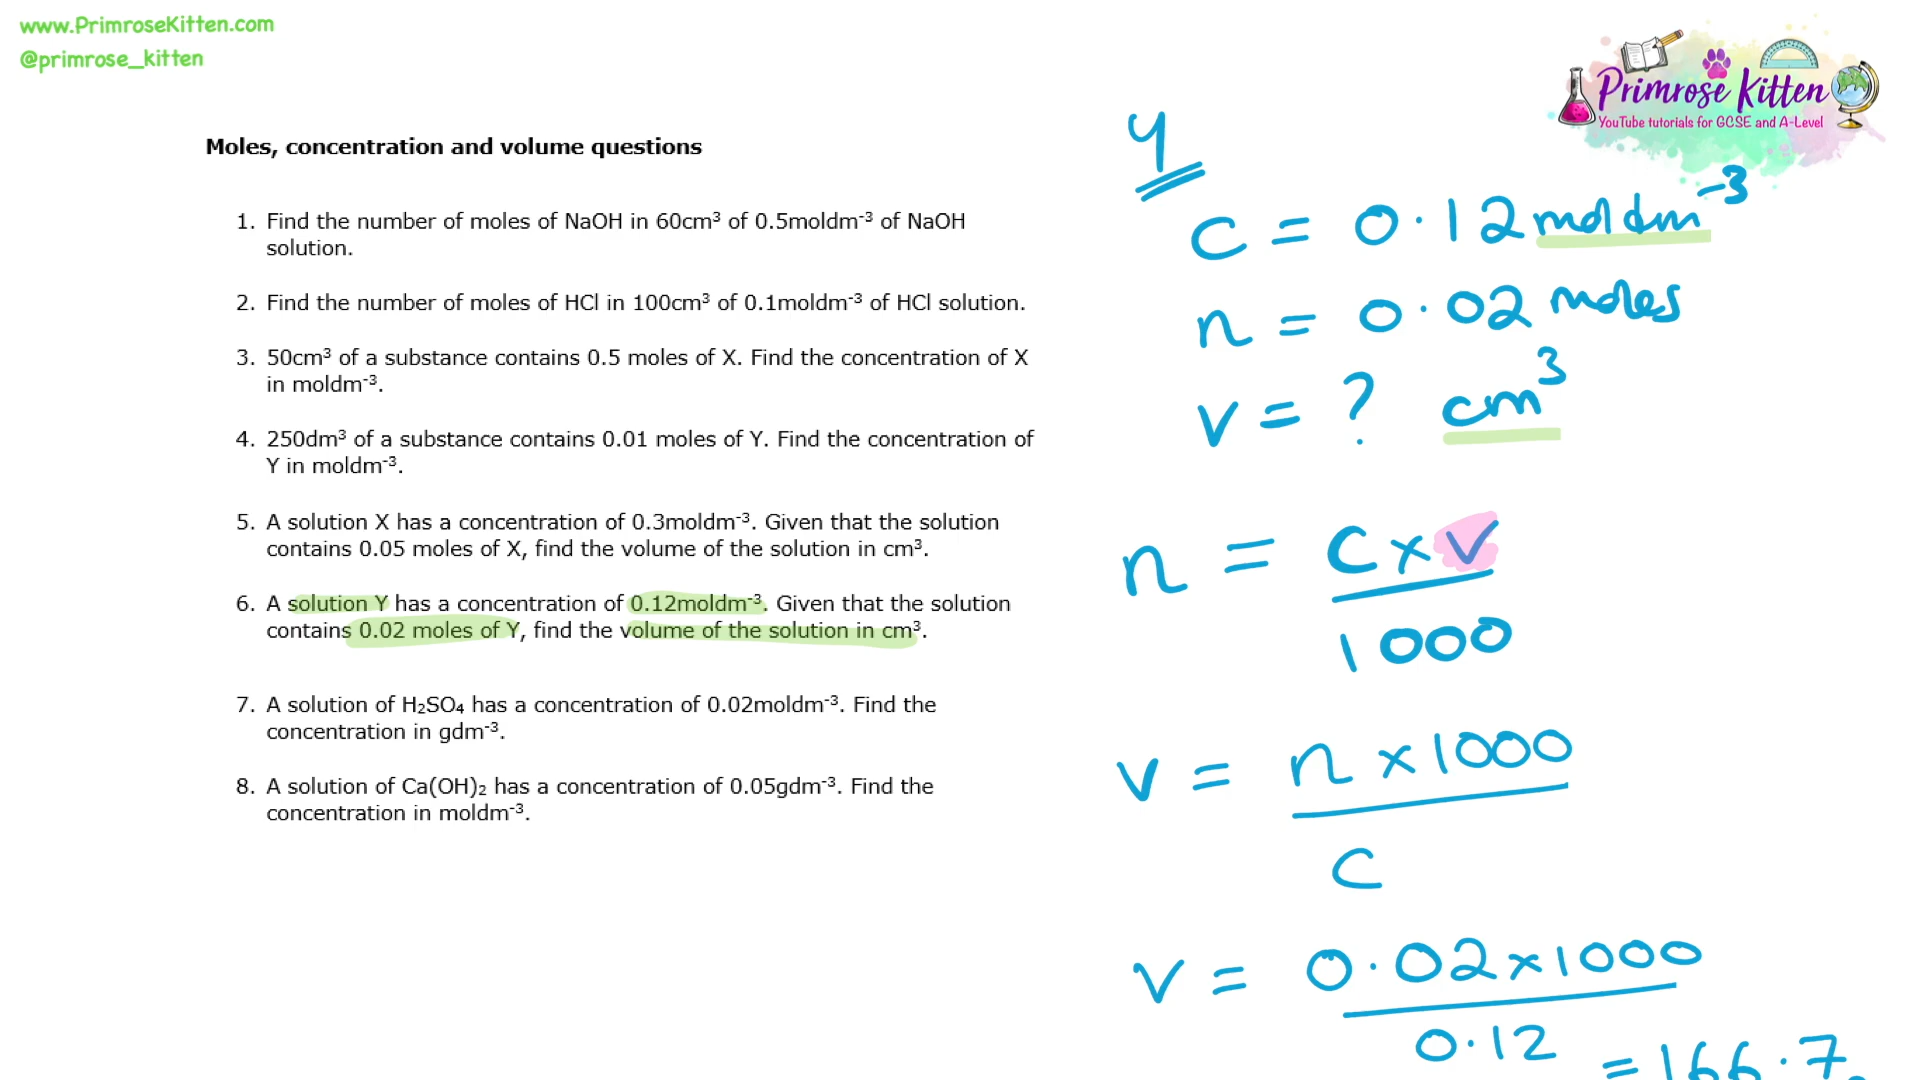 www.PrimroseKitten.com
@primrose_kitten
Primrose Kitten
YouTube tutorials for GCSE and A-Level
Moles, concentration and volume questions
1. Find the number of moles of NaOH in 60cm³ of 0.5moldm⁻³ of NaOH
solution.
2. Find the number of moles of HCl in 100cm³ of 0.1moldm⁻³ of HCl solution.
3. 50cm³ of a substance contains 0.5 moles of X. Find the concentration of X
in moldm⁻³.
4. 250dm³ of a substance contains 0.01 moles of Y. Find the concentration of
Y in moldm⁻³.
5. A solution X has a concentration of 0.3moldm⁻³. Given that the solution
contains 0.05 moles of X, find the volume of the solution in cm³.
6. A solution Y has a concentration of 0.12moldm⁻³. Given that the solution
contains 0.02 moles of Y, find the volume of the solution in cm³.
7. A solution of H₂SO₄ has a concentration of 0.02moldm⁻³. Find the
concentration in gdm⁻³.
8. A solution of Ca(OH)₂ has a concentration of 0.05gdm⁻³. Find the
concentration in moldm⁻³.
Y
C = 0.12 moldm⁻³
n = 0.02 moles
V = ? cm³
n = C × V
1000
V = n × 1000
C
V = 0.02 × 1000
0.12
= 166.7